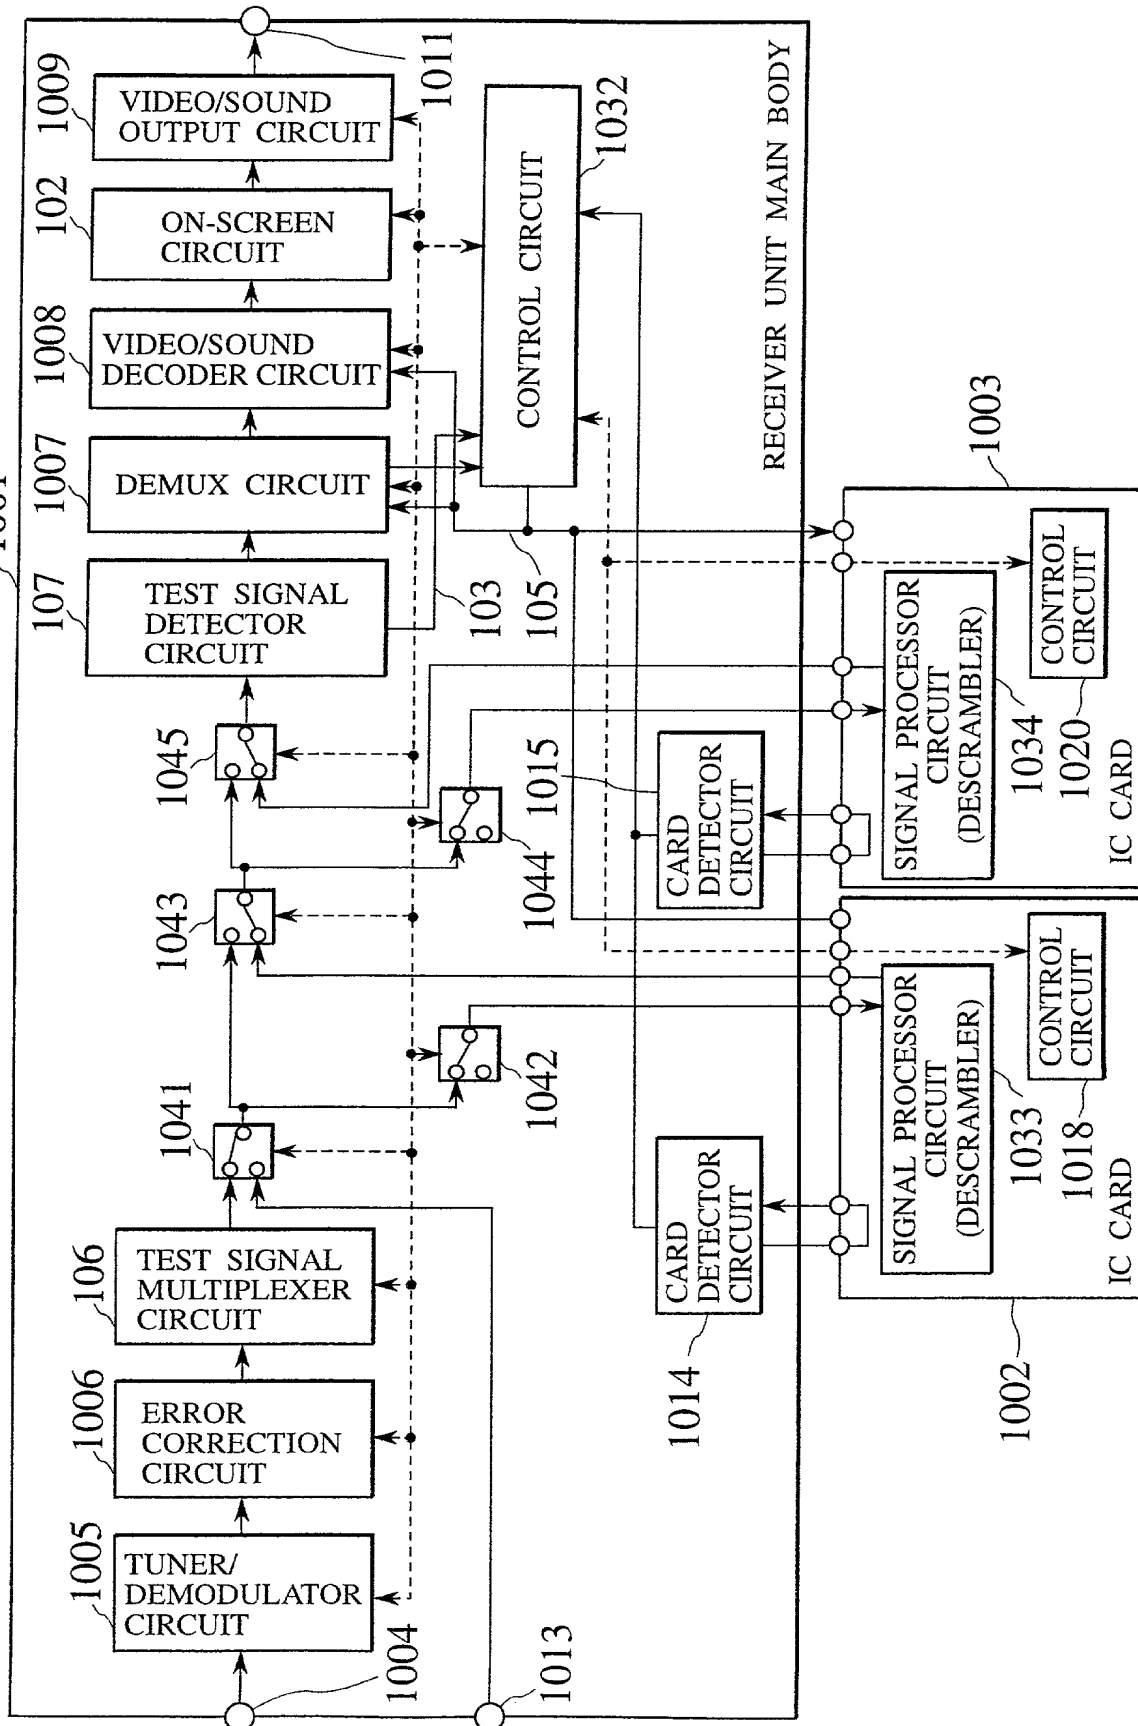 1001
1004
1005
TUNER/
DEMODULATOR
CIRCUIT
1006
ERROR
CORRECTION
CIRCUIT
106
TEST SIGNAL
MULTIPLEXER
CIRCUIT
1041
1043
1045
107
TEST SIGNAL
DETECTOR
CIRCUIT
1007
DEMUX CIRCUIT
1008
VIDEO/SOUND
DECODER CIRCUIT
102
ON-SCREEN
CIRCUIT
1009
VIDEO/SOUND
OUTPUT CIRCUIT
1011
1013
1042
1044
103
105
CONTROL CIRCUIT
1032
1014
CARD
DETECTOR
CIRCUIT
1015
CARD
DETECTOR
CIRCUIT
RECEIVER UNIT MAIN BODY
1002
SIGNAL PROCESSOR
CIRCUIT
(DESCRAMBLER)
1033
1018
CONTROL
CIRCUIT
IC CARD
1003
SIGNAL PROCESSOR
CIRCUIT
(DESCRAMBLER)
1034
1020
CONTROL
CIRCUIT
IC CARD